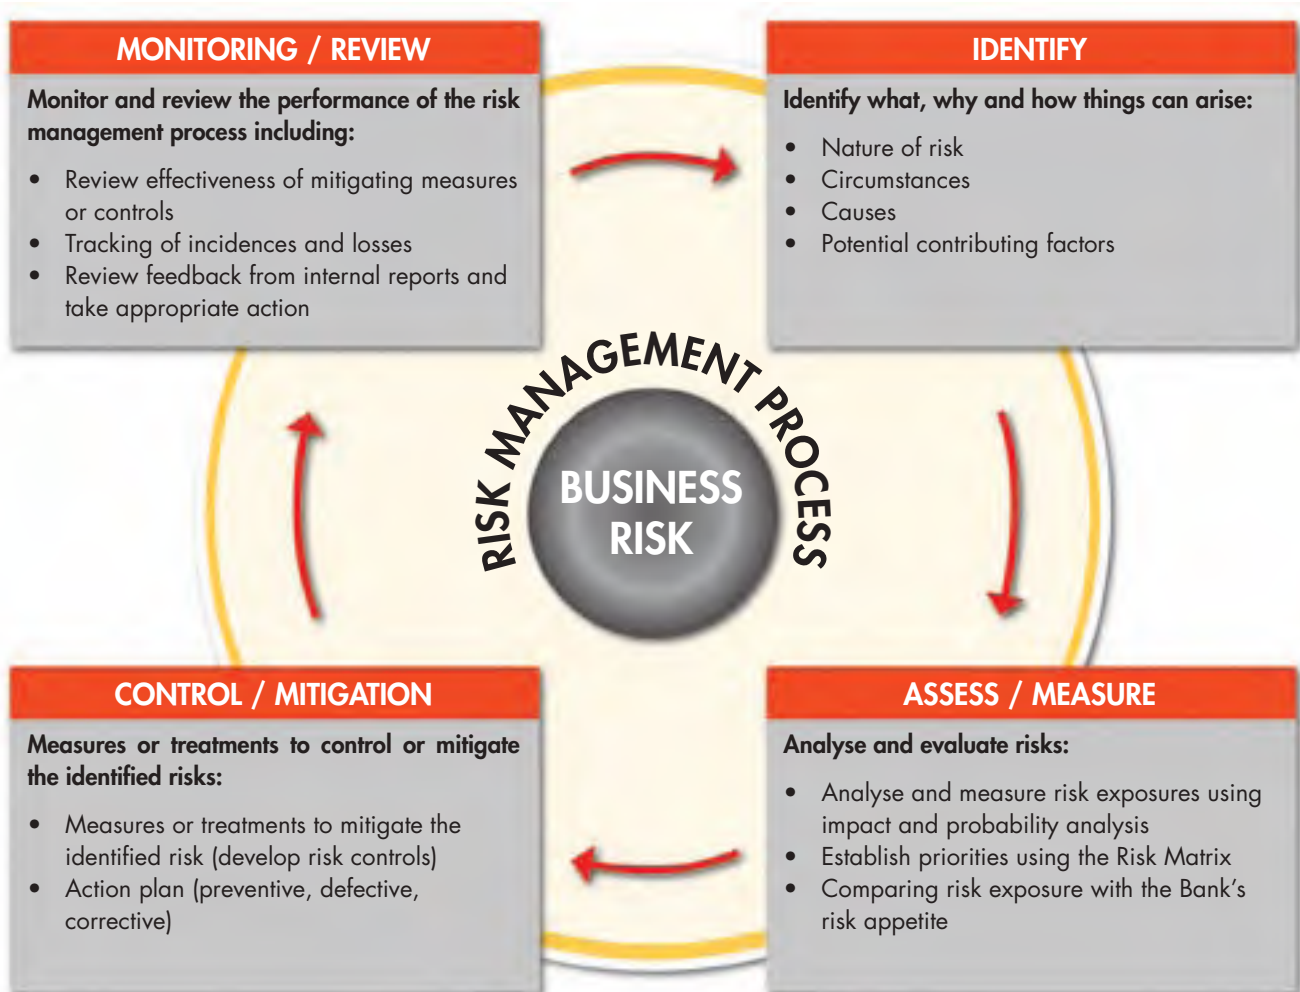 MONITORING / REVIEW
Monitor and review the performance of the risk
management process including:
• Review effectiveness of mitigating measures
or controls
• Tracking of incidences and losses
• Review feedback from internal reports and
take appropriate action
IDENTIFY
Identify what, why and how things can arise:
• Nature of risk
• Circumstances
• Causes
• Potential contributing factors
RISK MANAGEMENT PROCESS
BUSINESS
RISK
CONTROL / MITIGATION
Measures or treatments to control or mitigate
the identified risks:
• Measures or treatments to mitigate the
identified risk (develop risk controls)
• Action plan (preventive, defective,
corrective)
ASSESS / MEASURE
Analyse and evaluate risks:
• Analyse and measure risk exposures using
impact and probability analysis
• Establish priorities using the Risk Matrix
• Comparing risk exposure with the Bank’s
risk appetite